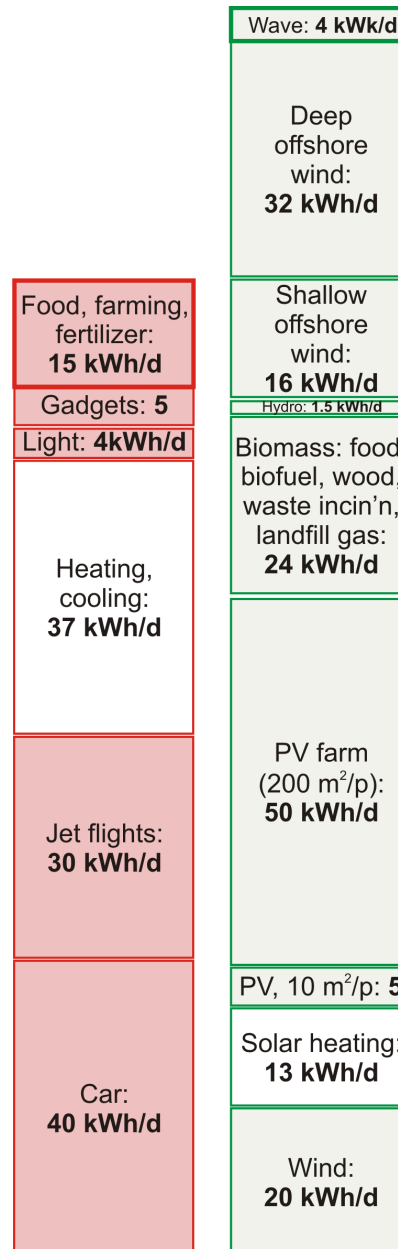 Food, farming,
fertilizer:
15 kWh/d
Gadgets: 5
Light: 4kWh/d
Heating,
cooling:
37 kWh/d
Jet flights:
30 kWh/d
Car:
40 kWh/d
Wave: 4 kWk/d
Deep
offshore
wind:
32 kWh/d
Shallow
offshore
wind:
16 kWh/d
Hydro: 1.5 kWh/d
Biomass: food
biofuel, wood,
waste incin’n,
landfill gas:
24 kWh/d
PV farm
(200 m²/p):
50 kWh/d
PV, 10 m²/p: 5
Solar heating:
13 kWh/d
Wind:
20 kWh/d